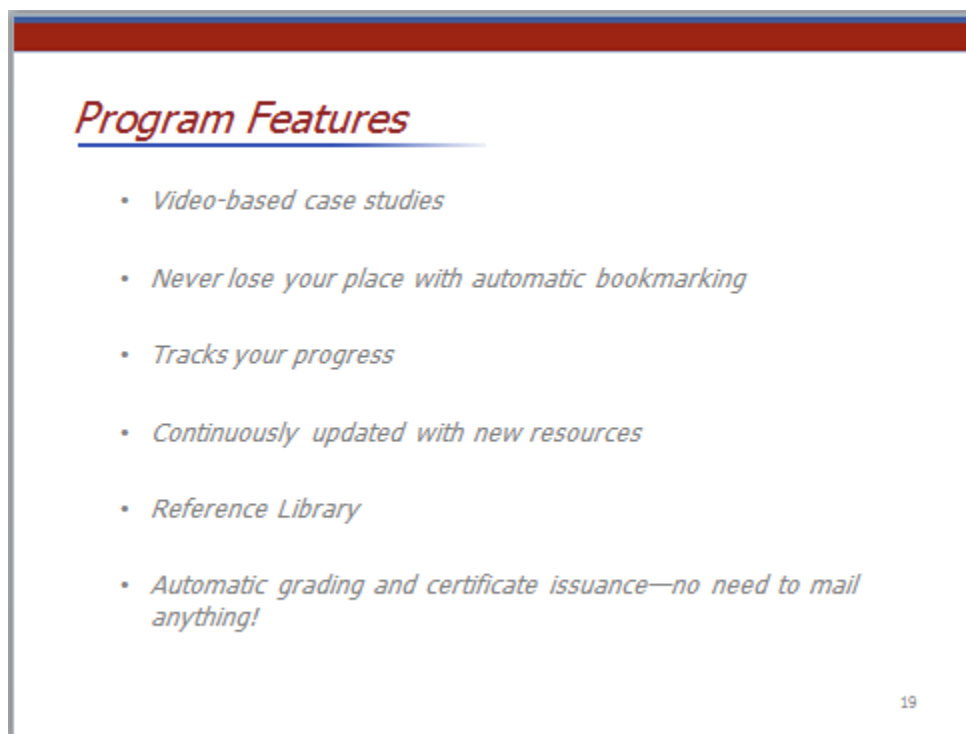 Program Features
• Video-based case studies
• Never lose your place with automatic bookmarking
• Tracks your progress
• Continuously updated with new resources
• Reference Library
• Automatic grading and certificate issuance—no need to mail
anything!
19